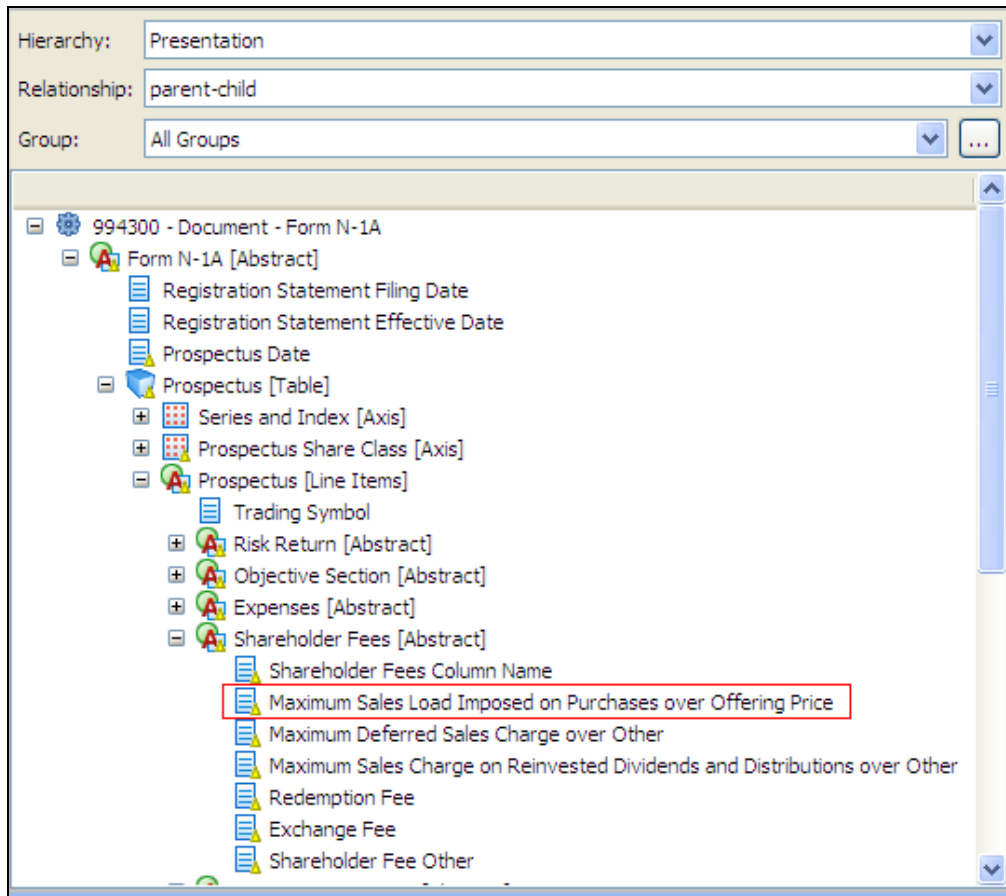 Hierarchy: Presentation
Relationship: parent-child
Group: All Groups ...
994300 - Document - Form N-1A
Form N-1A [Abstract]
Registration Statement Filing Date
Registration Statement Effective Date
Prospectus Date
Prospectus [Table]
Series and Index [Axis]
Prospectus Share Class [Axis]
Prospectus [Line Items]
Trading Symbol
Risk Return [Abstract]
Objective Section [Abstract]
Expenses [Abstract]
Shareholder Fees [Abstract]
Shareholder Fees Column Name
Maximum Sales Load Imposed on Purchases over Offering Price
Maximum Deferred Sales Charge over Other
Maximum Sales Charge on Reinvested Dividends and Distributions over Other
Redemption Fee
Exchange Fee
Shareholder Fee Other